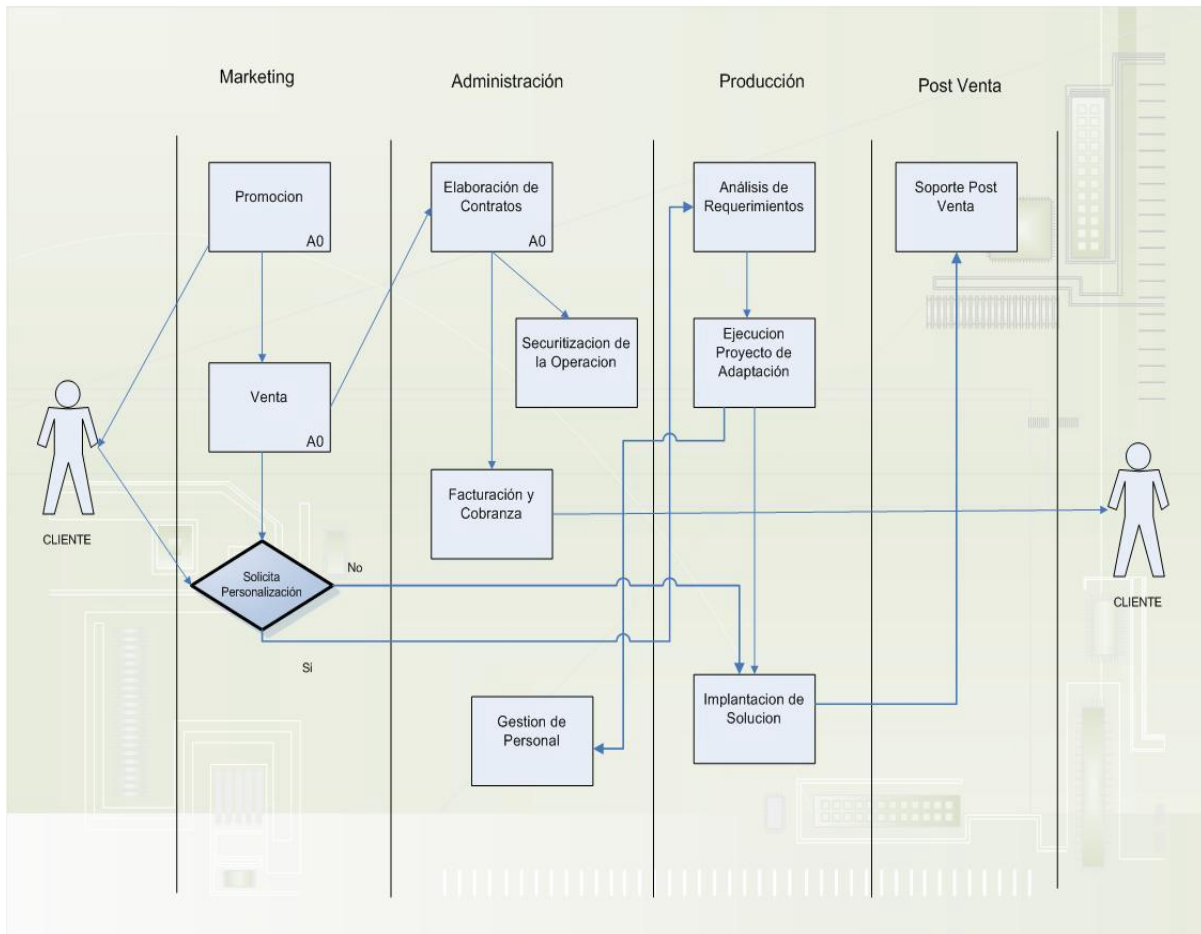 Marketing
Administración
Producción
Post Venta
Promocion
A0
Elaboración de
Contratos
A0
Análisis de
Requerimientos
Soporte Post
Venta
Securitizacion de
la Operacion
Ejecucion
Proyecto de
Adaptación
Venta
A0
Facturación y
Cobranza
CLIENTE
Solicita
Personalización
No
Si
CLIENTE
Gestion de
Personal
Implantacion de
Solucion